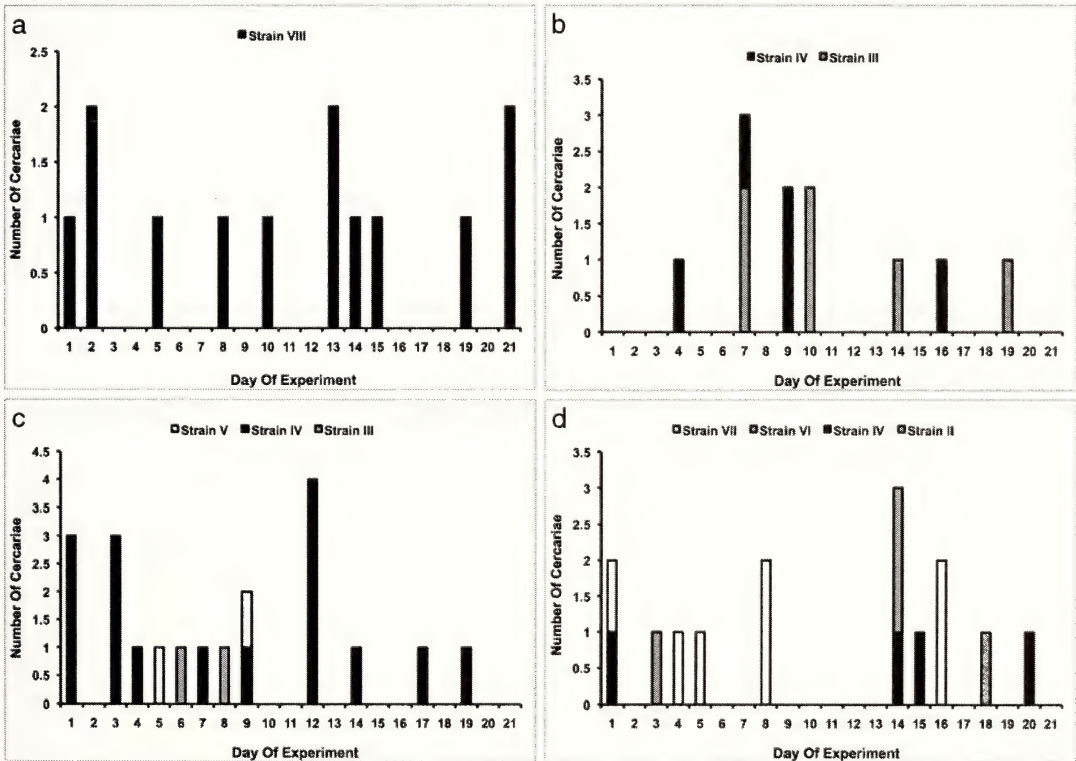 a
■Strain VIII
2.5
2
1.5
1
0.5
0
Number Of Cercariae
1 2 3 4 5 6 7 8 9 10 11 12 13 14 15 16 17 18 19 20 21
Day Of Experiment
b
■Strain IV ■Strain III
3.5
3
2.5
2
1.5
1
0.5
0
Number Of Cercariae
1 2 3 4 5 6 7 8 9 10 11 12 13 14 15 16 17 18 19 20 21
Day Of Experiment
c
□Strain V ■Strain IV ■Strain III
4.5
4
3.5
3
2.5
2
1.5
1
0.5
0
Number Of Cercariae
1 2 3 4 5 6 7 8 9 10 11 12 13 14 15 16 17 18 19 20 21
Day Of Experiment
d
□Strain VII ■Strain VI ■Strain IV ■Strain II
3.5
3
2.5
2
1.5
1
0.5
0
Number Of Cercariae
1 2 3 4 5 6 7 8 9 10 11 12 13 14 15 16 17 18 19 20 21
Day Of Experiment